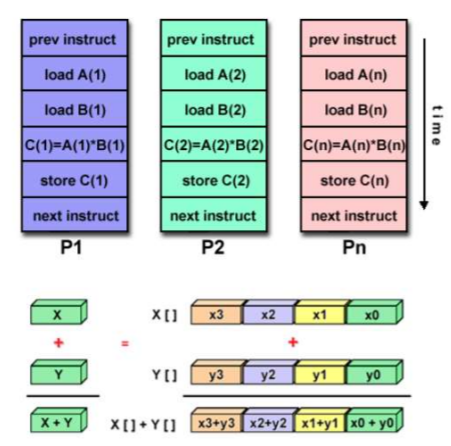 prev instruct prev instruct prev instruct
load A(1) load A(2) load A(n)
load B(1) load B(2) load B(n)
C(1)=A(1)*B(1) C(2)=A(2)*B(2) C(n)=A(n)*B(n)
store C(1) store C(2) store C(n)
next instruct next instruct next instruct
time
P1 P2 Pn
X X [ ] x3 x2 x1 x0
+ = +
Y Y [ ] y3 y2 y1 y0
X + Y X [ ] + Y [ ] x3+y3 x2+y2 x1+y1 x0 + y0